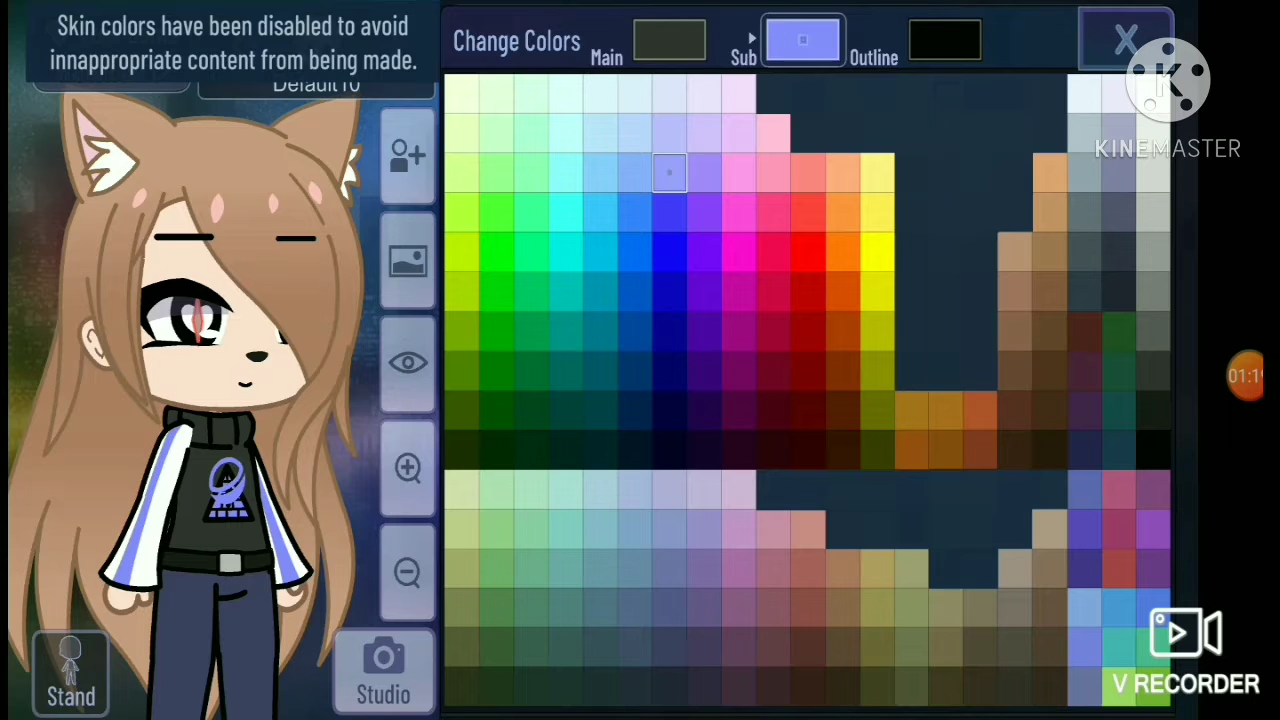 Skin colors have been disabled to avoid
innappropriate content from being made.
Default10
Change Colors
Main
Sub
Outline
X
K
KINEMASTER
Stand
Studio
V RECORDER